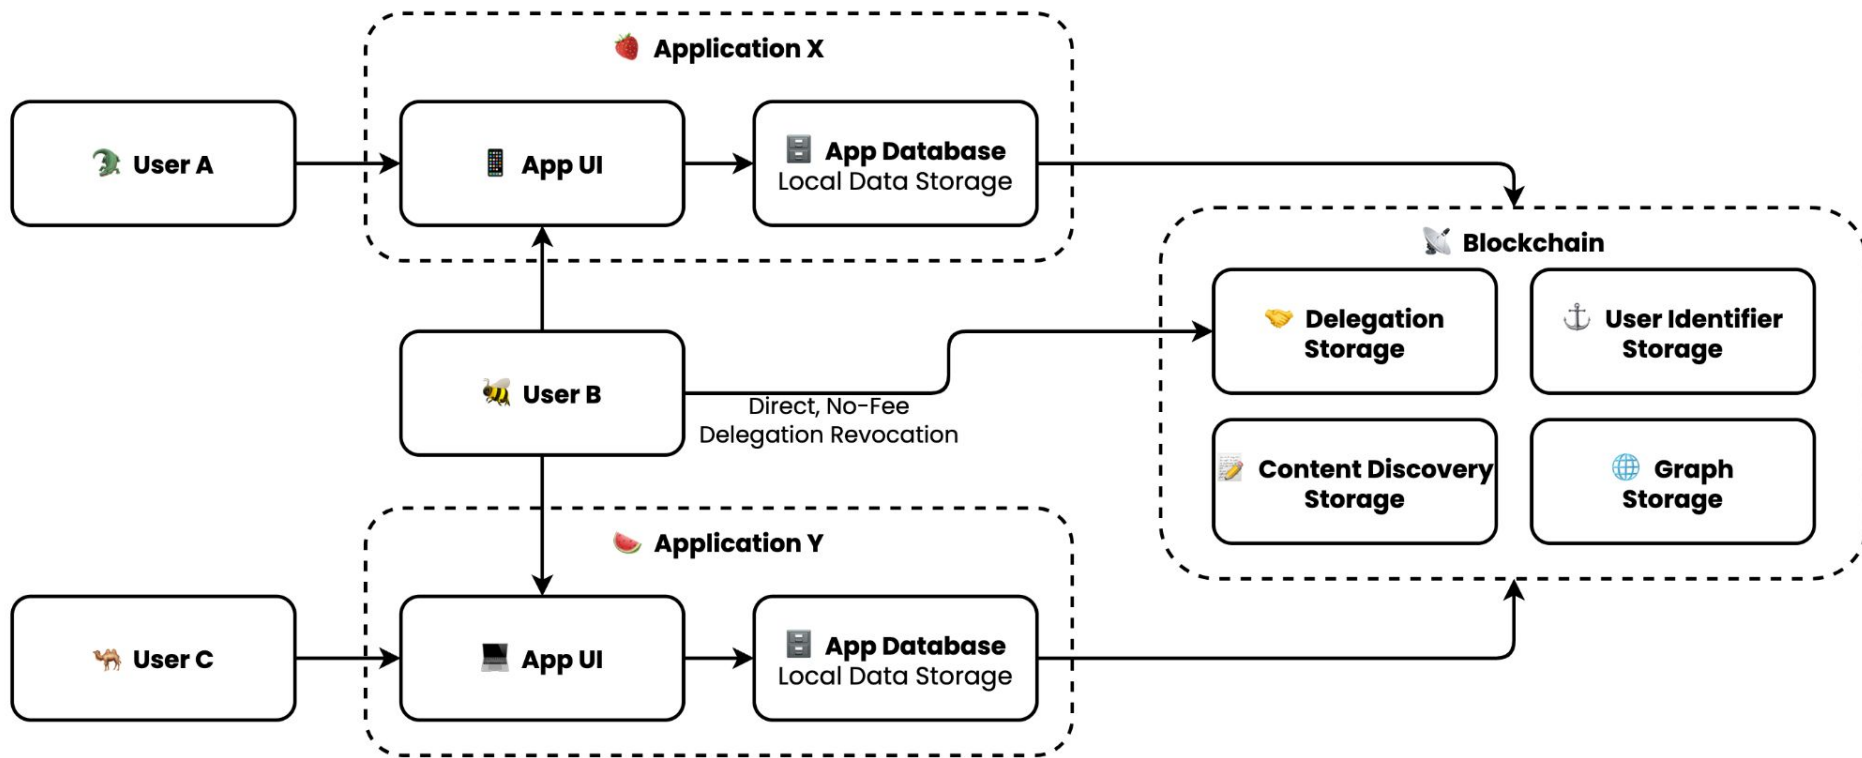 Application X
User A
App UI
App Database
Local Data Storage
Blockchain
Delegation
Storage
User Identifier
Storage
User B
Direct, No-Fee
Delegation Revocation
Content Discovery
Storage
Graph
Storage
Application Y
User C
App UI
App Database
Local Data Storage